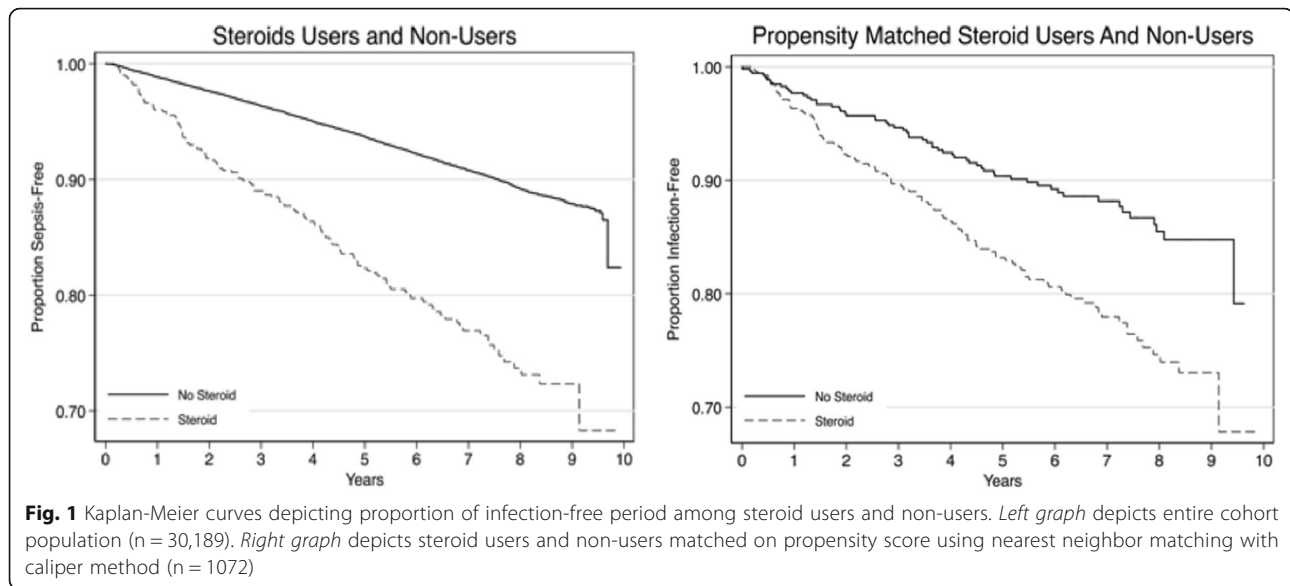 Steroids Users and Non-Users
Proportion Sepsis-Free
1.00
0.90
0.80
0.70
No Steroid
Steroid
0 1 2 3 4 5 6 7 8 9 10
Years
Propensity Matched Steroid Users And Non-Users
Proportion Infection-Free
1.00
0.90
0.80
0.70
No Steroid
Steroid
0 1 2 3 4 5 6 7 8 9 10
Years
Fig. 1 Kaplan-Meier curves depicting proportion of infection-free period among steroid users and non-users. Left graph depicts entire cohort
population (n = 30,189). Right graph depicts steroid users and non-users matched on propensity score using nearest neighbor matching with
caliper method (n = 1072)